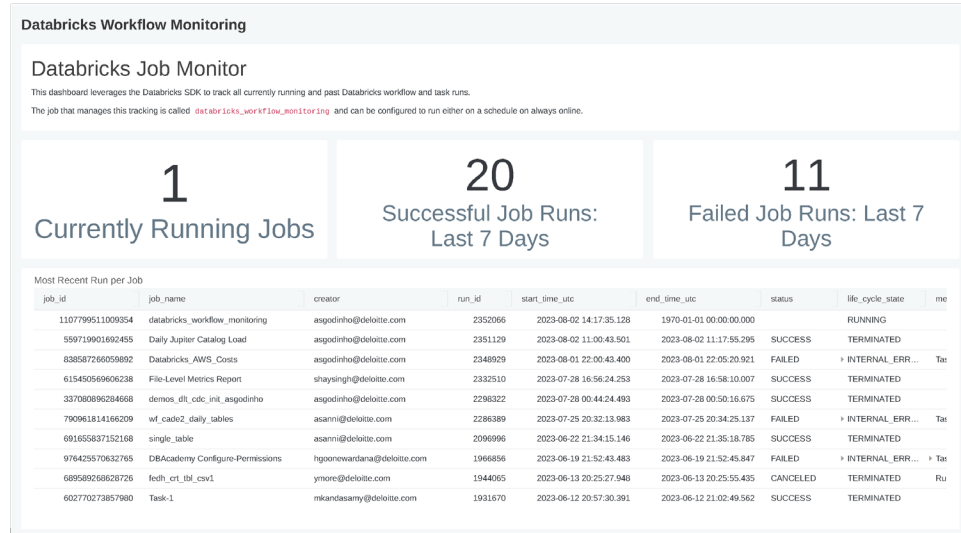 Databricks Workflow Monitoring
Databricks Job Monitor
This dashboard leverages the Databricks SDK to track all currently running and past Databricks workflow and task runs.
The job that manages this tracking is called databricks_workflow_monitoring and can be configured to run either on a schedule on always online.
1
Currently Running Jobs
20
Successful Job Runs:
Last 7 Days
11
Failed Job Runs: Last 7
Days
Most Recent Run per Job
job_id job_name creator run_id start_time_utc end_time_utc status life_cycle_state me
1107799511009354 databricks_workflow_monitoring asgodinho@deloitte.com 2352066 2023-08-02 14:17:35.128 1970-01-01 00:00:00.000 RUNNING
559719901692455 Daily Jupiter Catalog Load asgodinho@deloitte.com 2351129 2023-08-02 11:00:43.501 2023-08-02 11:17:55.295 SUCCESS TERMINATED
838587266059892 Databricks_AWS_Costs asgodinho@deloitte.com 2348929 2023-08-01 22:00:43.400 2023-08-01 22:05:20.921 FAILED INTERNAL_ERR... Tas
615450569606238 File-Level Metrics Report shaysingh@deloitte.com 2332510 2023-07-28 16:56:24.253 2023-07-28 16:58:10.007 SUCCESS TERMINATED
337080896284668 demos_dlt_cdc_init_asgodinho asgodinho@deloitte.com 2298322 2023-07-28 00:44:24.493 2023-07-28 00:50:16.675 SUCCESS TERMINATED
790961814166209 wf_cade2_daily_tables asanni@deloitte.com 2286389 2023-07-25 20:32:13.983 2023-07-25 20:34:25.137 FAILED INTERNAL_ERR... Tas
691655837152168 single_table asanni@deloitte.com 2096996 2023-06-22 21:34:15.146 2023-06-22 21:35:18.785 SUCCESS TERMINATED
976425570632765 DBAcademy Configure-Permissions hgoonewardana@deloitte.com 1966856 2023-06-19 21:52:43.483 2023-06-19 21:52:45.847 FAILED INTERNAL_ERR... Tas
689589268628726 fedh_crt_tbl_csv1 ymore@deloitte.com 1944065 2023-06-13 20:25:27.948 2023-06-13 20:25:55.435 CANCELED TERMINATED Ru
602770273857980 Task-1 mkandasamy@deloitte.com 1931670 2023-06-12 20:57:30.391 2023-06-12 21:02:49.562 SUCCESS TERMINATED